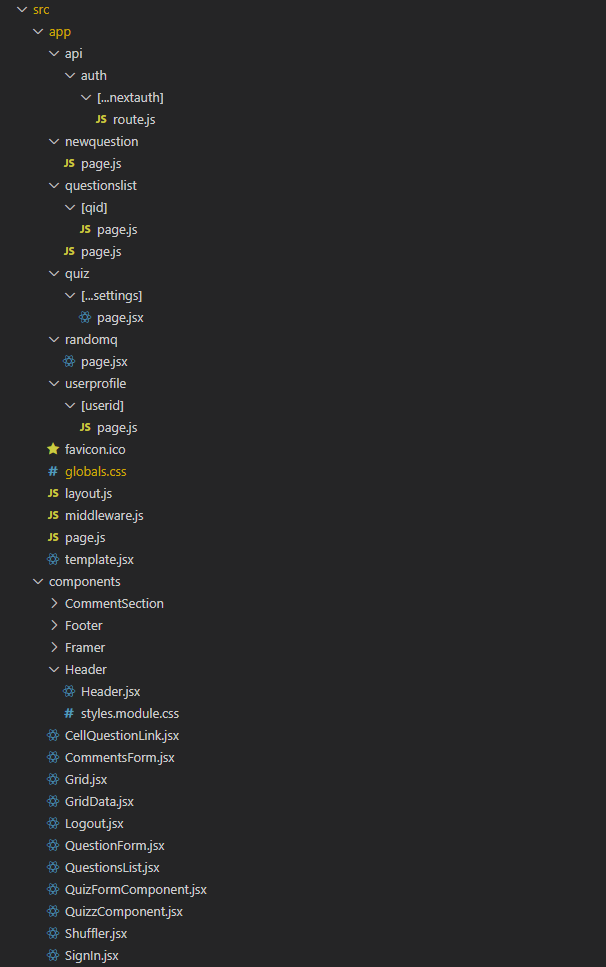 src
app
api
auth
[...nextauth]
JS route.js
newquestion
JS page.js
questionslist
[qid]
JS page.js
JS page.js
quiz
[...settings]
page.jsx
randomq
page.jsx
userprofile
[userid]
JS page.js
favicon.ico
# globals.css
JS layout.js
JS middleware.js
JS page.js
template.jsx
components
CommentSection
Footer
Framer
Header
Header.jsx
# styles.module.css
CellQuestionLink.jsx
CommentsForm.jsx
Grid.jsx
GridData.jsx
Logout.jsx
QuestionForm.jsx
QuestionsList.jsx
QuizFormComponent.jsx
QuizzComponent.jsx
Shuffler.jsx
SignIn.jsx